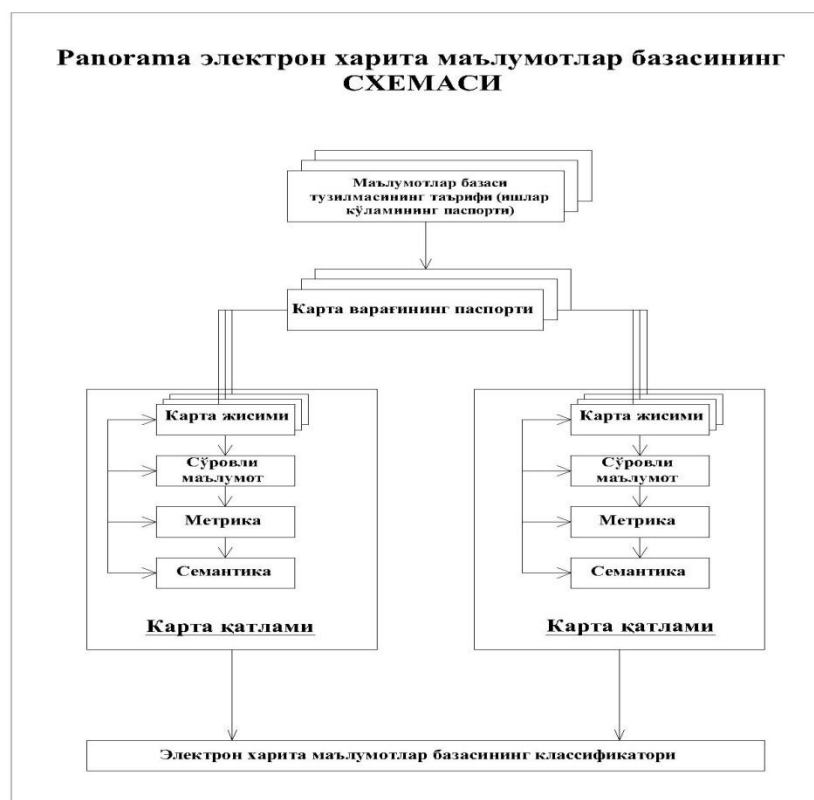 Panorama электрон харита маълумотлар базасининг
СХЕМАСИ
Маълумотлар базаси
тузилмасининг таърифи (ишлар
кўламининг паспорти)
Карта варағининг паспорти
Карта жисими
Сўровли
маълумот
Метрика
Семантика
Карта қатлами
Карта жисими
Сўровли
маълумот
Метрика
Семантика
Карта қатлами
Электрон харита маълумотлар базасининг классификатори